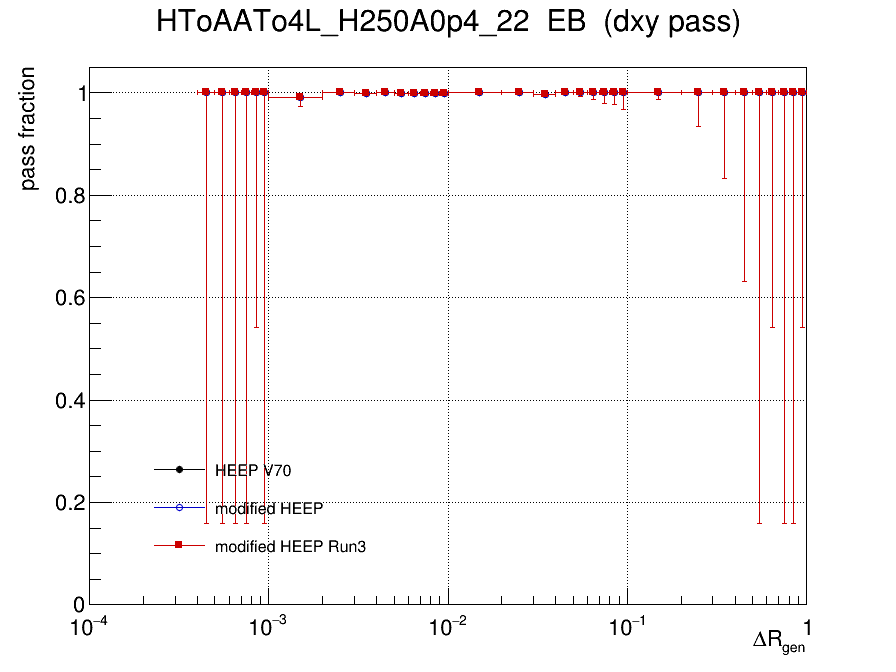 HToAATo4L_H250A0p4_22 EB (dxy pass)
pass fraction
1
0.8
0.6
0.4
0.2
0
HEEP V70
modified HEEP
modified HEEP Run3
10⁻⁴ 10⁻³ 10⁻² 10⁻¹ 1
ΔR_gen